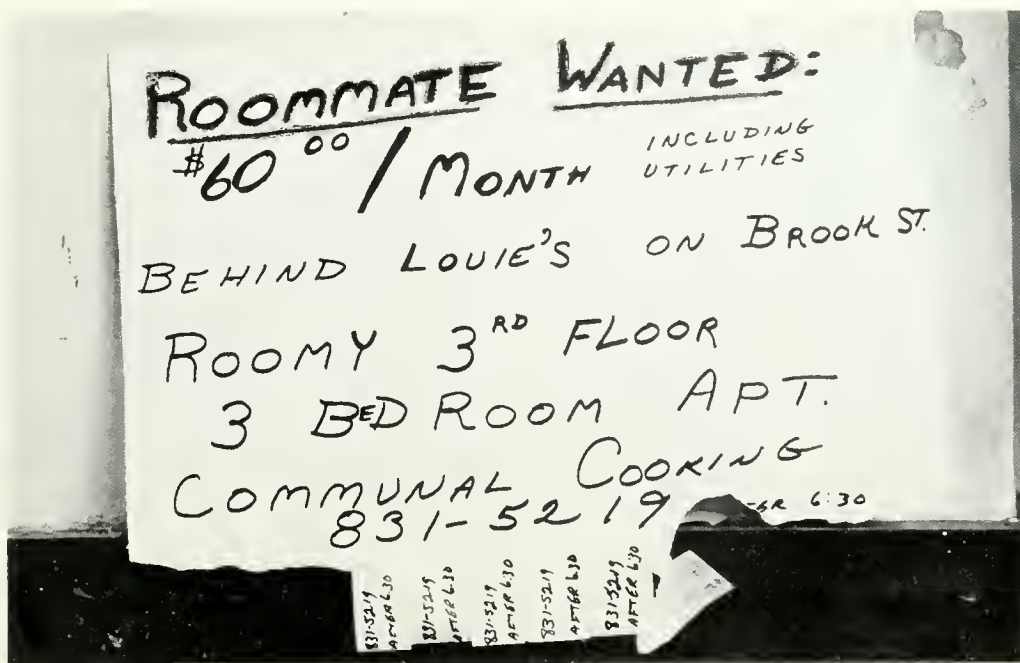 ROOMMATE WANTED:
$60.00 / MONTH INCLUDING
UTILITIES
BEHIND LOUIE'S ON BROOK ST.
ROOMY 3RD FLOOR
3 BEDROOM APT.
COMMUNAL COOKING
831-5219 6:30
831-5219
AFTER 6:30
831-5219
AFTER 6:30
831-5219
AFTER 6:30
831-5219
AFTER 6:30
831-5219
AFTER 6:30